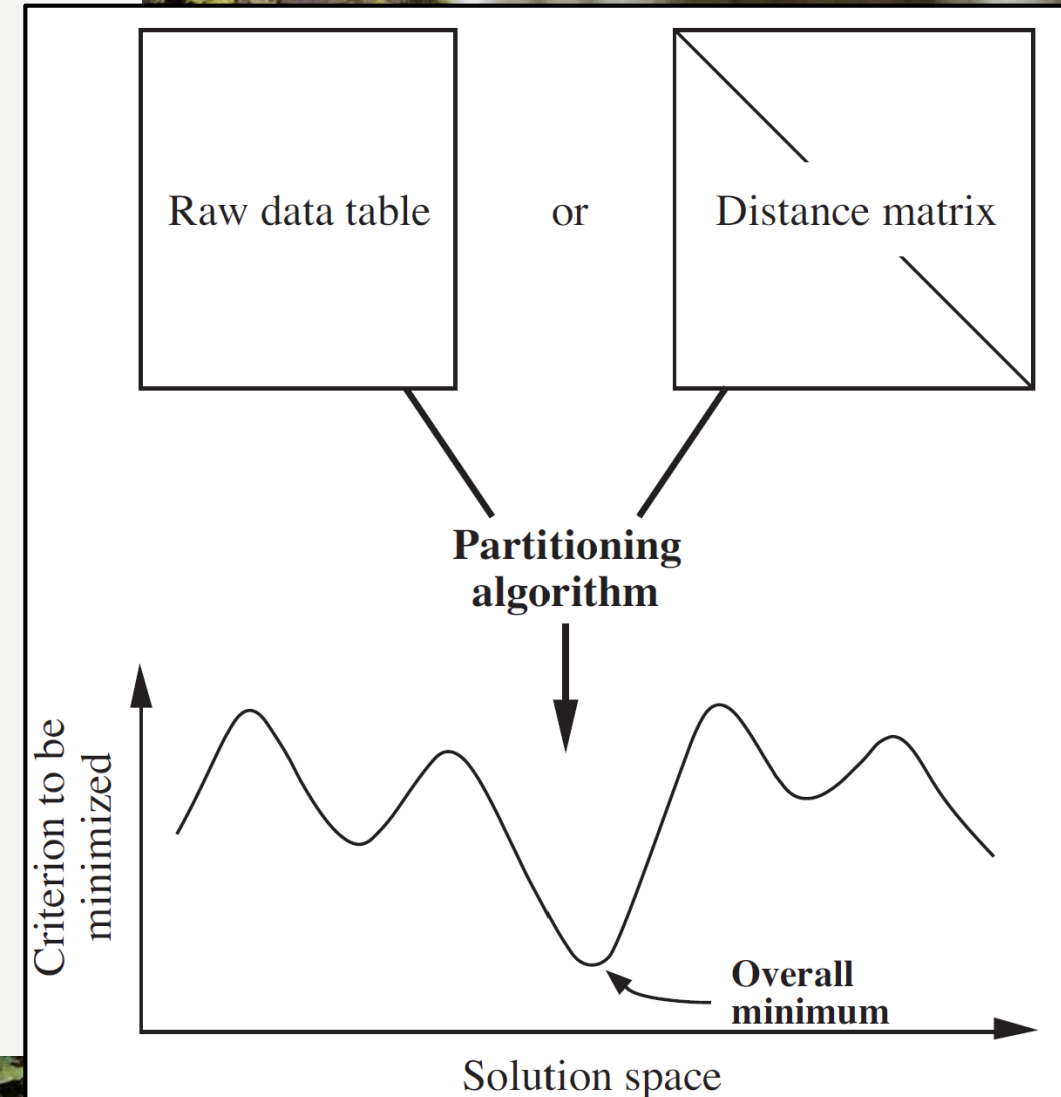 Raw data table
or
Distance matrix
Partitioning
algorithm
Criterion to be
minimized
Overall
minimum
Solution space